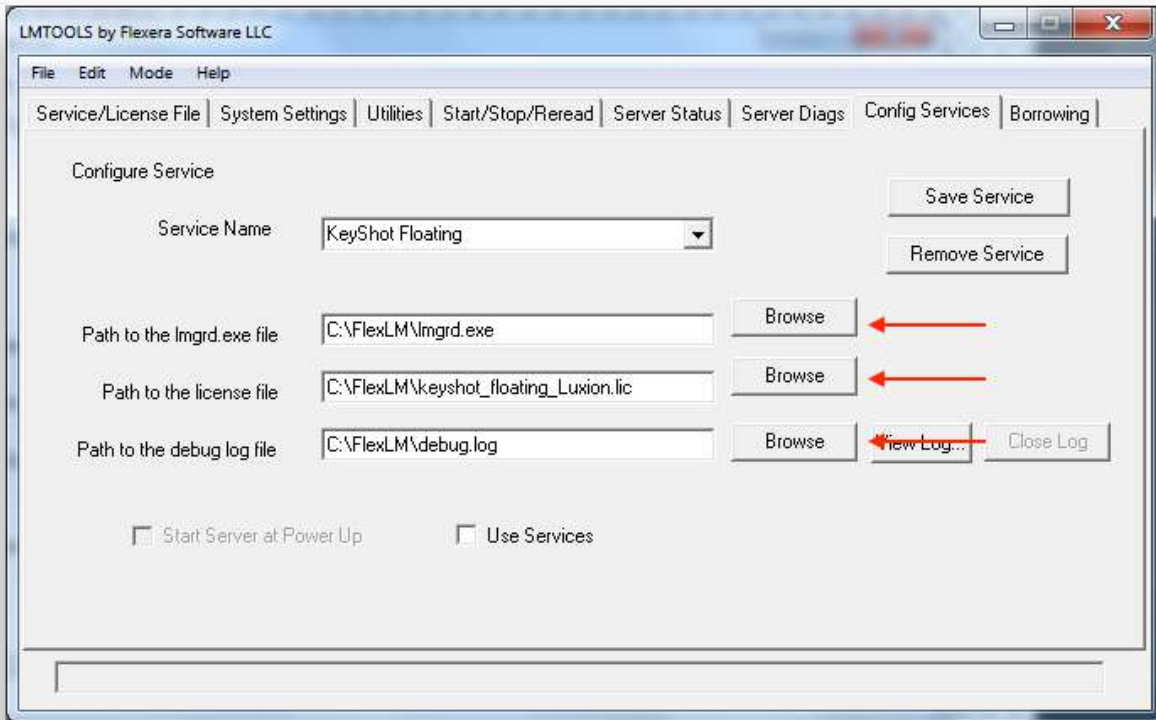 LMTOOLS by Flexera Software LLC
File Edit Mode Help
Service/License File System Settings Utilities Start/Stop/Reread Server Status Server Diags Config Services Borrowing
Configure Service
Save Service
Service Name KeyShot Floating
Remove Service
Path to the lmgrd.exe file C:\FlexLM\lmgrd.exe Browse
Path to the license file C:\FlexLM\keyshot_floating_Luxion.lic Browse
Path to the debug log file C:\FlexLM\debug.log Browse View Log... Close Log
Start Server at Power Up Use Services